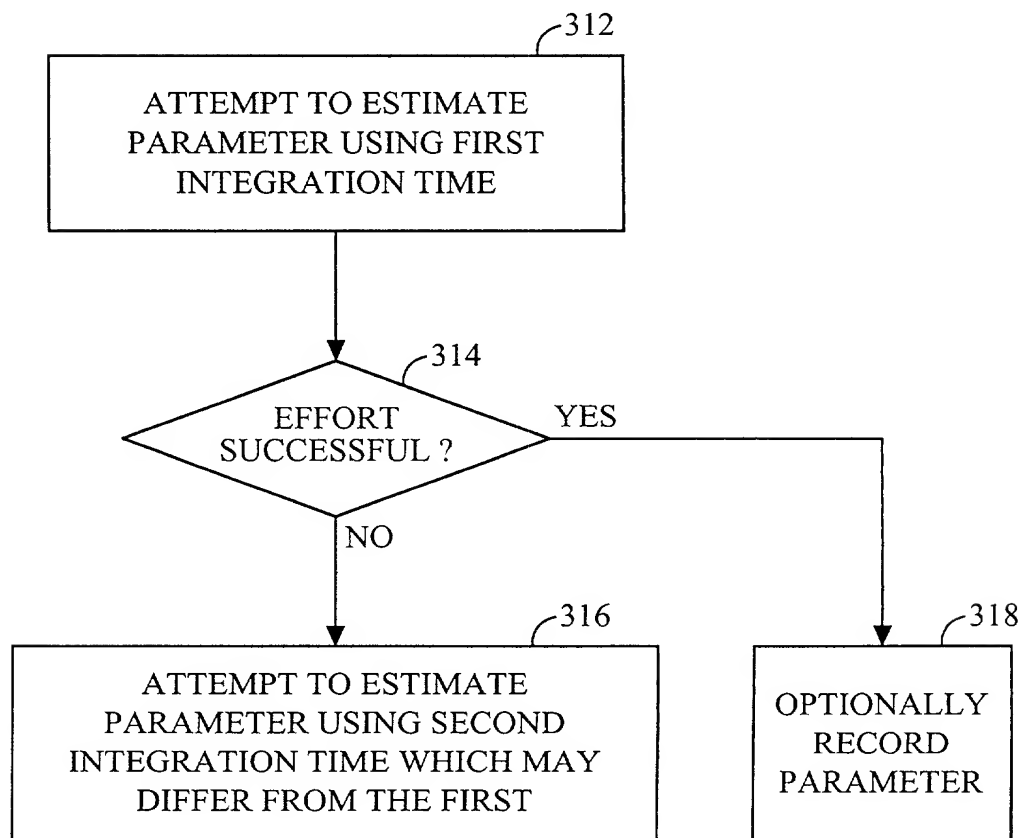 312
ATTEMPT TO ESTIMATE
PARAMETER USING FIRST
INTEGRATION TIME
314
EFFORT
SUCCESSFUL ?
YES
NO
316
ATTEMPT TO ESTIMATE
PARAMETER USING SECOND
INTEGRATION TIME WHICH MAY
DIFFER FROM THE FIRST
318
OPTIONALLY
RECORD
PARAMETER